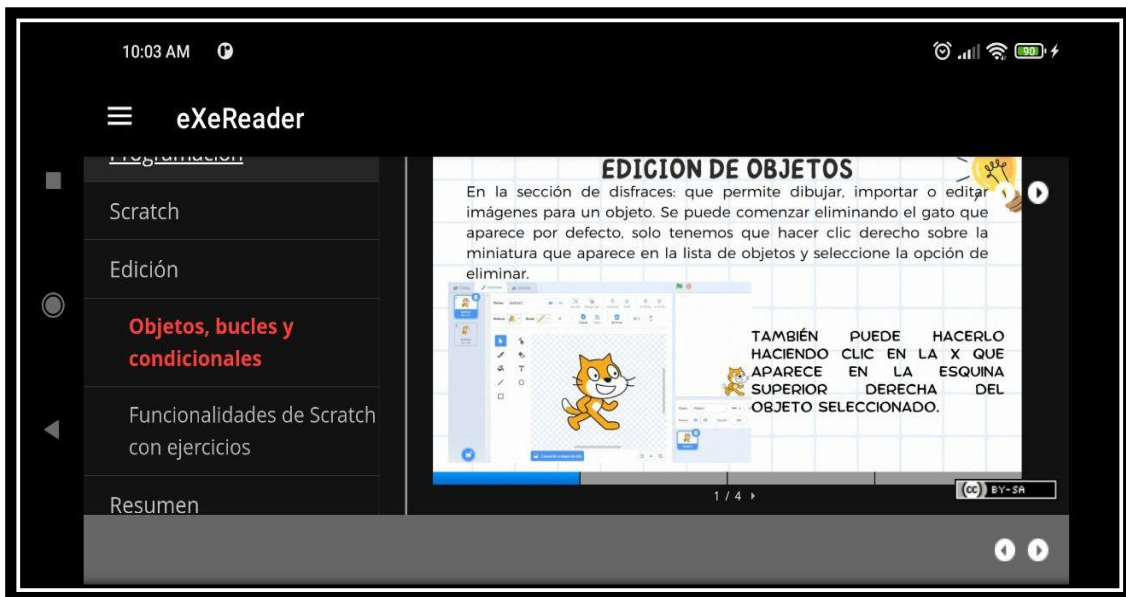 10:03 AM
90
eXeReader
Programación
Scratch
Edición
Objetos, bucles y
condicionales
Funcionalidades de Scratch
con ejercicios
Resumen
EDICIÓN DE OBJETOS
En la sección de disfraces: que permite dibujar, importar o editar
imágenes para un objeto. Se puede comenzar eliminando el gato que
aparece por defecto, solo tenemos que hacer clic derecho sobre la
miniatura que aparece en la lista de objetos y seleccione la opción de
eliminar.
TAMBIÉN PUEDE HACERLO
HACIENDO CLIC EN LA X QUE
APARECE EN LA ESQUINA
SUPERIOR DERECHA DEL
OBJETO SELECCIONADO.
1 / 4
cc BY-SA